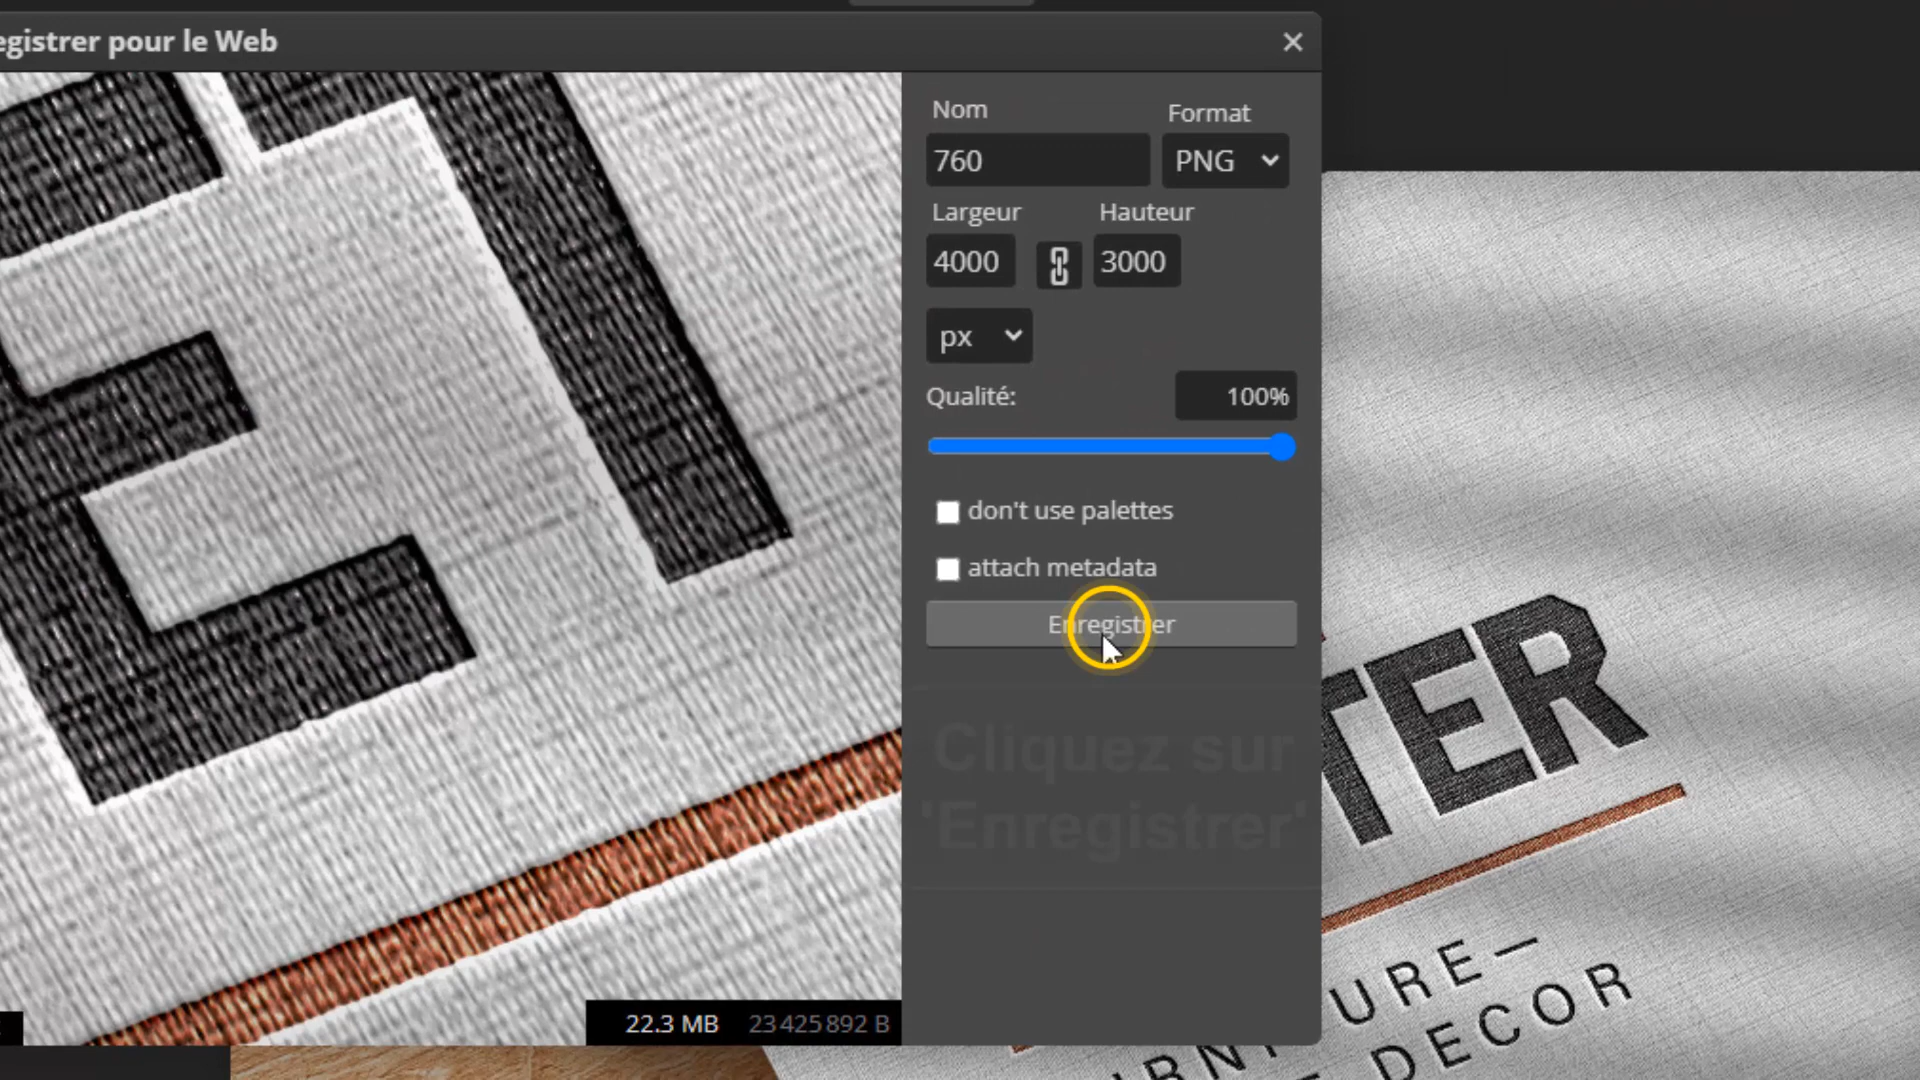 egistrer pour le Web
Nom
Format
760
PNG
Largeur
Hauteur
4000
3000
px
Qualité:
100%
don't use palettes
attach metadata
Enregistrer
Cliquez sur
'Enregistrer'
22.3 MB 23 425 892 B
TER
URE—
DECOR